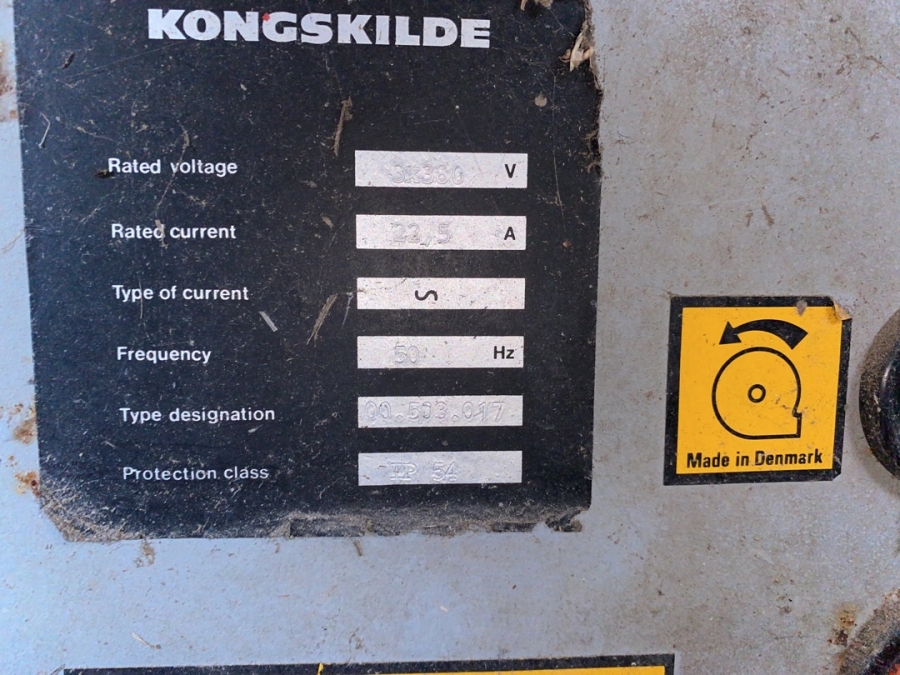 KONGSKILDE
Rated voltage 3x380 V
Rated current 22,5 A
Type of current
Frequency 50 Hz
Type designation 00.503.017
Protection class IP 54
Made in Denmark